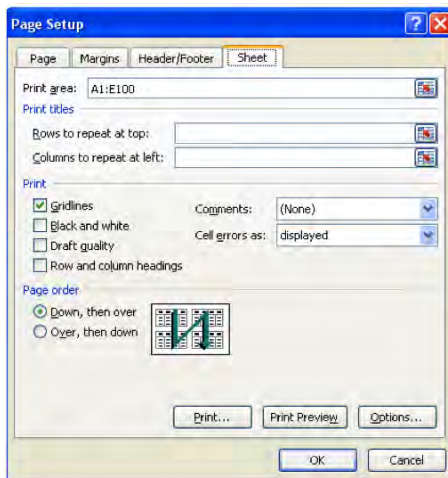 Page Setup
Page Margins Header/Footer Sheet
Print area: A1:E100
Print titles
Rows to repeat at top:
Columns to repeat at left:
Print
Gridlines
Black and white
Draft quality
Row and column headings
Comments: (None)
Cell errors as: displayed
Page order
Down, then over
Over, then down
Print... Print Preview Options...
OK Cancel